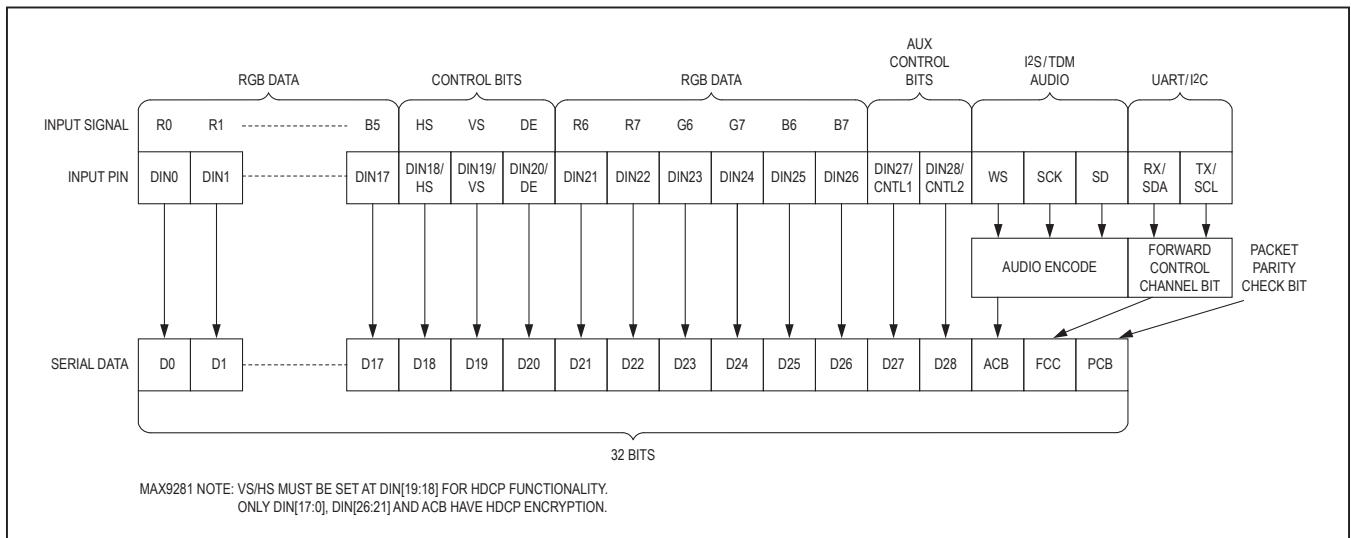 AUX
CONTROL
BITS
I²S/TDM
AUDIO
RGB DATA
CONTROL BITS
RGB DATA
UART/I²C
INPUT SIGNAL R0 R1 B5 HS VS DE R6 R7 G6 G7 B6 B7
INPUT PIN DIN0 DIN1 DIN17 DIN18/ HS DIN19/ VS DIN20/ DE DIN21 DIN22 DIN23 DIN24 DIN25 DIN26 DIN27/ CNTL1 DIN28/ CNTL2 WS SCK SD RX/ SDA TX/ SCL
AUDIO ENCODE
FORWARD
CONTROL
CHANNEL BIT
PACKET
PARITY
CHECK BIT
SERIAL DATA D0 D1 D17 D18 D19 D20 D21 D22 D23 D24 D25 D26 D27 D28 ACB FCC PCB
32 BITS
MAX9281 NOTE: VS/HS MUST BE SET AT DIN[19:18] FOR HDCP FUNCTIONALITY.
ONLY DIN[17:0], DIN[26:21] AND ACB HAVE HDCP ENCRYPTION.